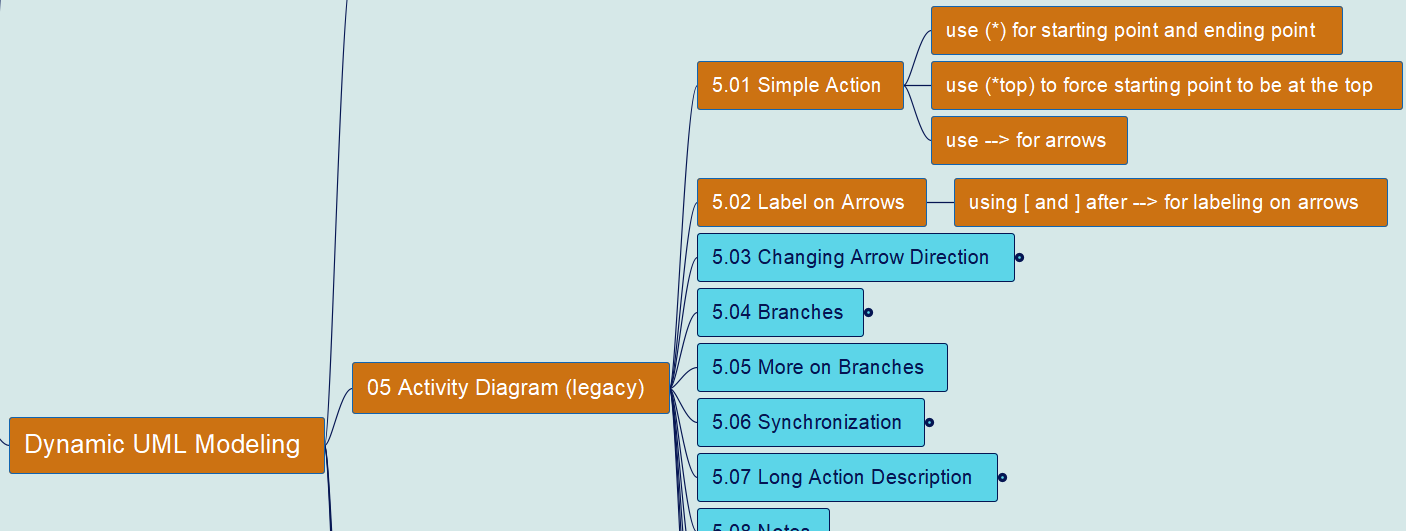 use (*) for starting point and ending point
5.01 Simple Action
use (*top) to force starting point to be at the top
use --> for arrows
5.02 Label on Arrows
using [ and ] after --> for labeling on arrows
5.03 Changing Arrow Direction
5.04 Branches
5.05 More on Branches
05 Activity Diagram (legacy)
5.06 Synchronization
Dynamic UML Modeling
5.07 Long Action Description
5.08 Notes